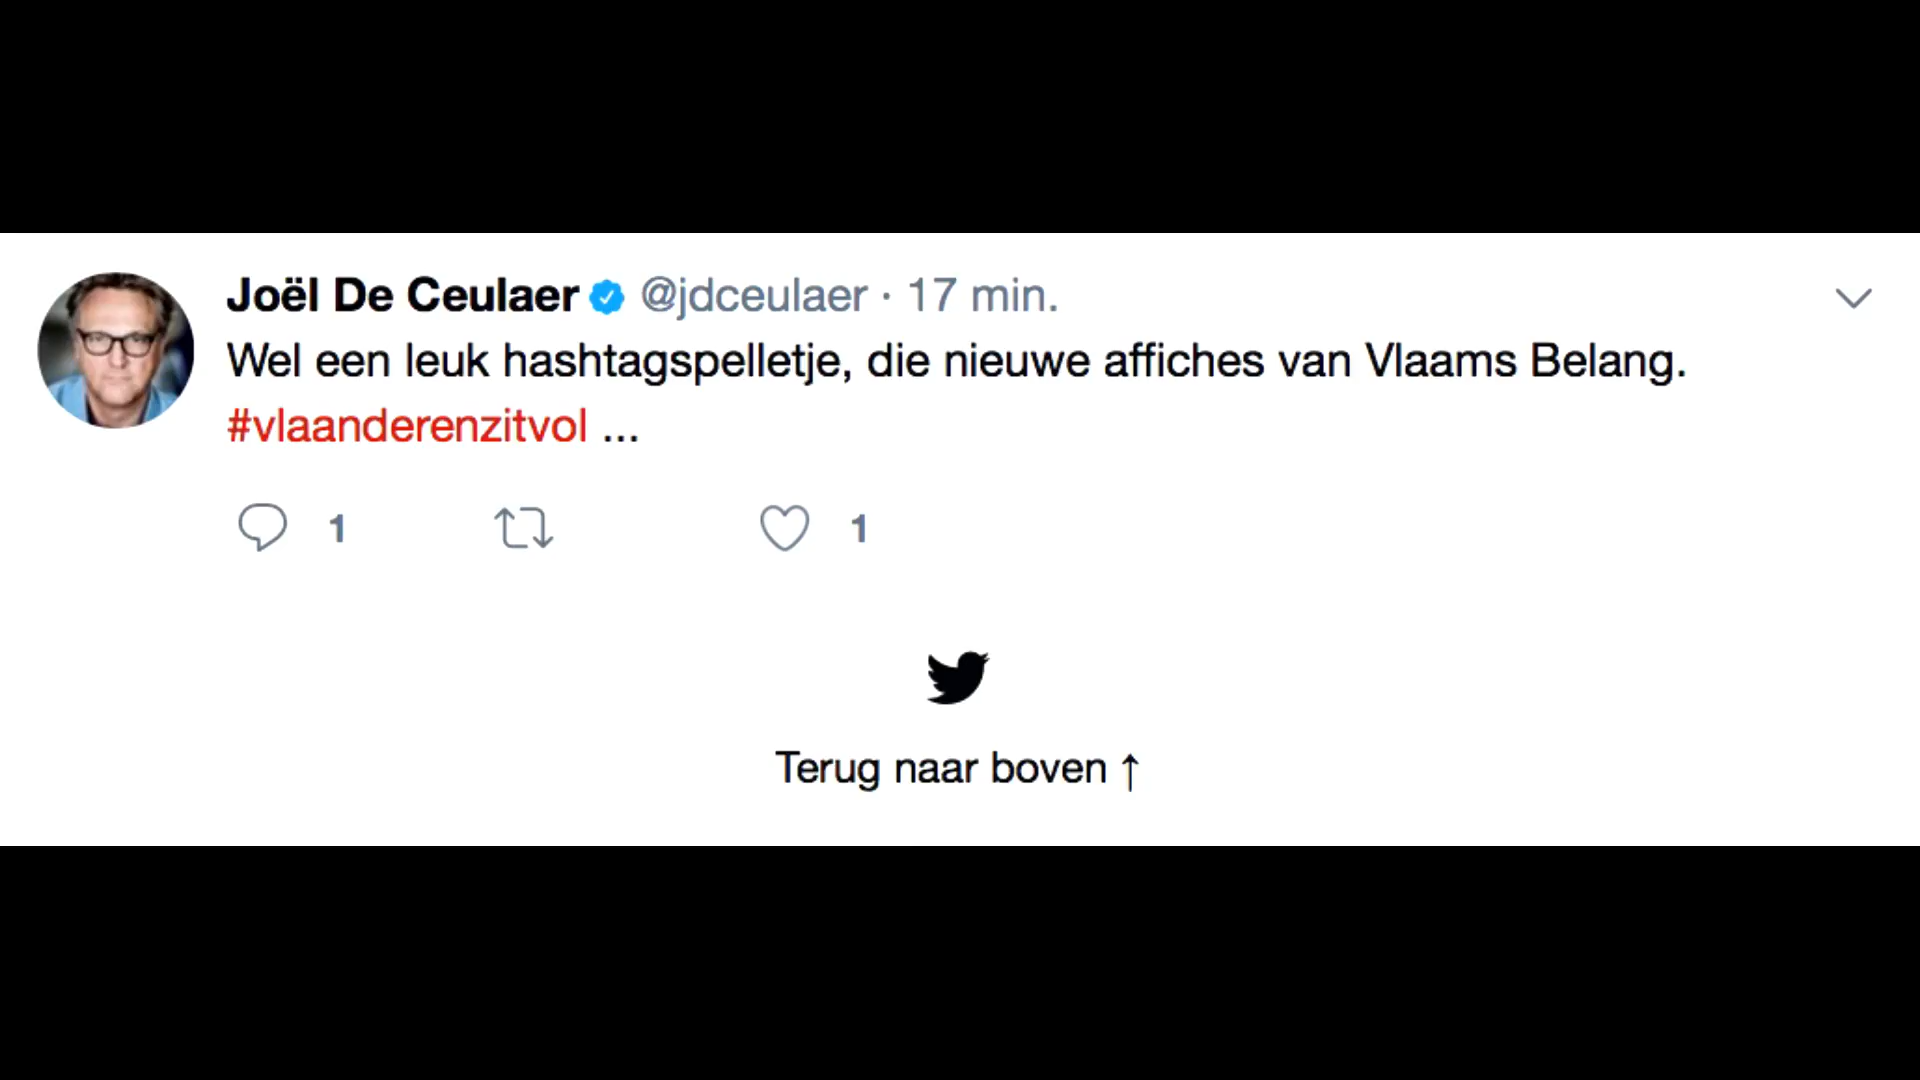 Joël De Ceulaer @jdceulaer · 17 min.
Wel een leuk hashtagspelletje, die nieuwe affiches van Vlaams Belang.
#vlaanderenzitvol ...
1 1
Terug naar boven ↑